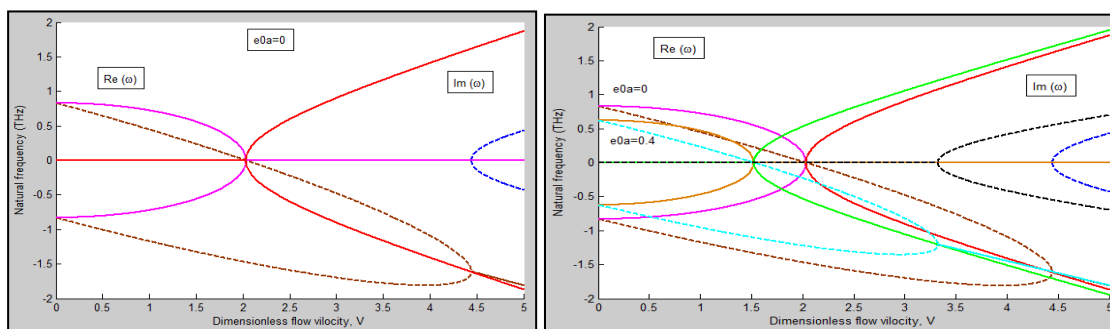 e0a=0
Re (ω)
Im (ω)
Natural frequency (THz)
2
1.5
1
0.5
0
-0.5
-1
-1.5
-2
0 0.5 1 1.5 2 2.5 3 3.5 4 4.5 5
Dimensionless flow vilocity, V
Re (ω)
e0a=0
Im (ω)
e0a=0.4
Natural frequency (THz)
2
1.5
1
0.5
0
-0.5
-1
-1.5
-2
0 0.5 1 1.5 2 2.5 3 3.5 4 4.5 5
Dimensionless flow vilocity, V